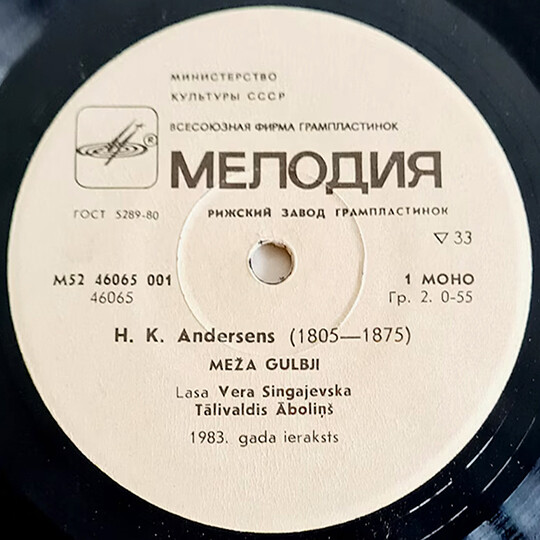 МИНИСТЕРСТВО
КУЛЬТУРЫ СССР
ВСЕСОЮЗНАЯ ФИРМА ГРАМПЛАСТИНОК
®
МЕЛОДИЯ
ГОСТ 5289-80
РИЖСКИЙ ЗАВОД ГРАМПЛАСТИНОК
▽ 33
М52 46065 001
46065
1 МОНО
Гр. 2. 0-55
H. K. Andersens (1805—1875)
MEŽA GULBJI
Lasa Vera Singajevska
Tālivaldis Āboliņš
1983. gada ieraksts